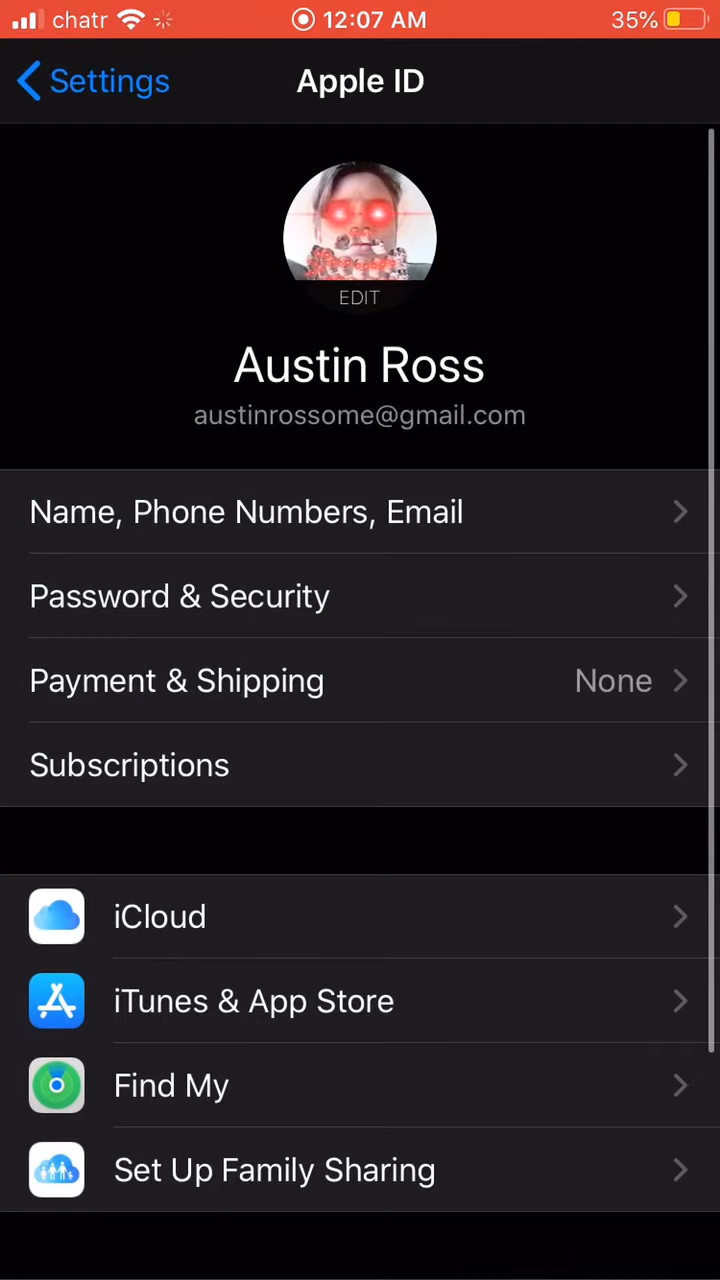 chatr 12:07 AM 35%
Settings Apple ID
EDIT
Austin Ross
austinrossome@gmail.com
Name, Phone Numbers, Email
Password & Security
Payment & Shipping None
Subscriptions
iCloud
iTunes & App Store
Find My
Set Up Family Sharing